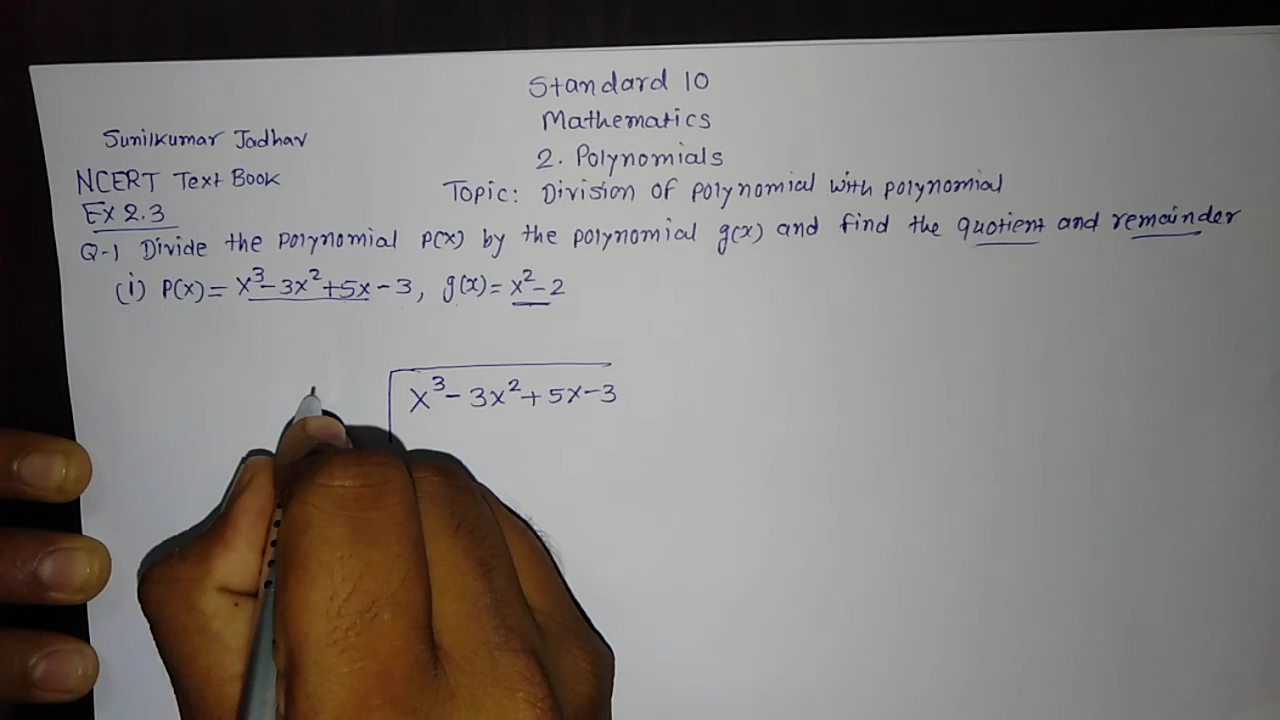 Standard 10
Mathematics
Sunilkumar Jadhav
2. Polynomials
NCERT Text Book
Topic: Division of polynomial with polynomial
Ex 2.3
Q-1 Divide the polynomial P(x) by the polynomial g(x) and find the quotient and remainder
(i) P(x) = x³ - 3x² + 5x - 3, g(x) = x² - 2
x³ - 3x² + 5x - 3